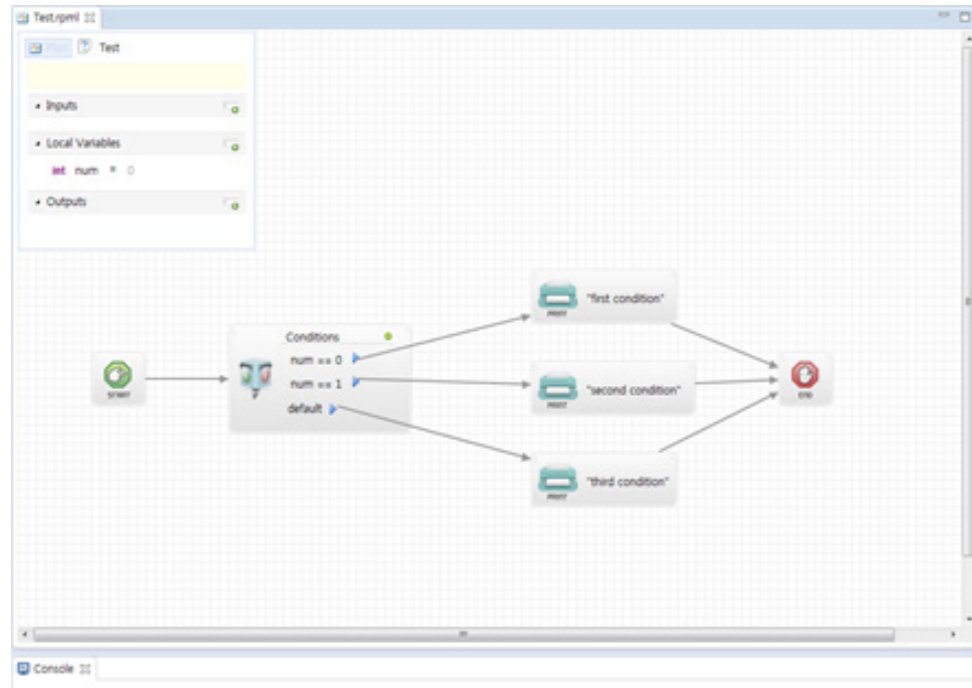 Test.rpml
Test
Inputs
Local Variables
int num = 0
Outputs
Conditions
num == 0
num == 1
default
START
PRINT
"first condition"
PRINT
"second condition"
PRINT
"third condition"
END
Console